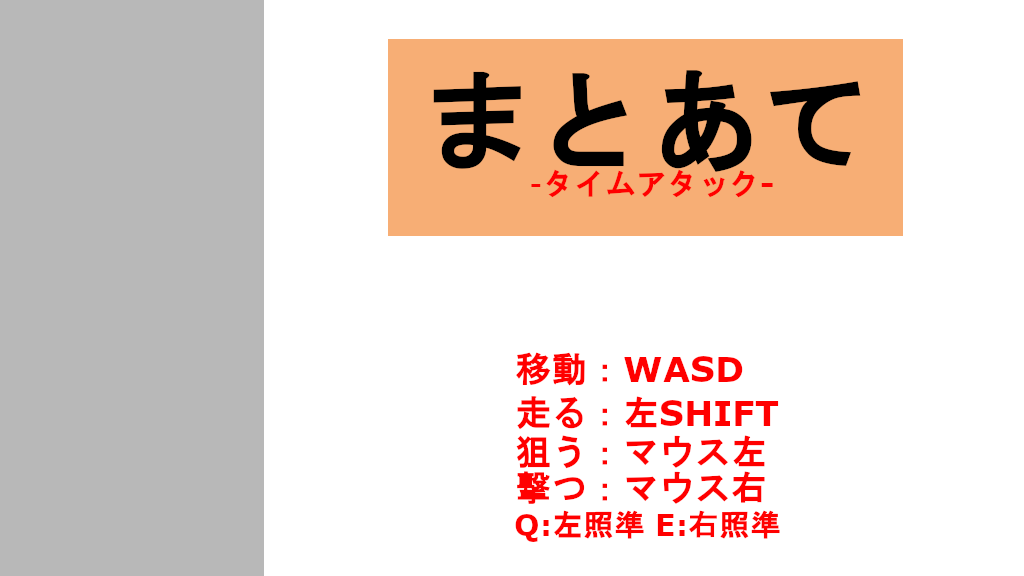 まとあて
-タイムアタック-
移動：WASD
走る：左SHIFT
狙う：マウス左
撃つ：マウス右
Q:左照準 E:右照準